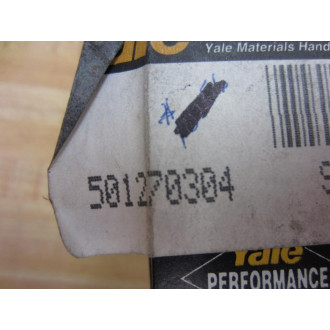 Yale Materials Hand
501270304
Yale
PERFORMANCE